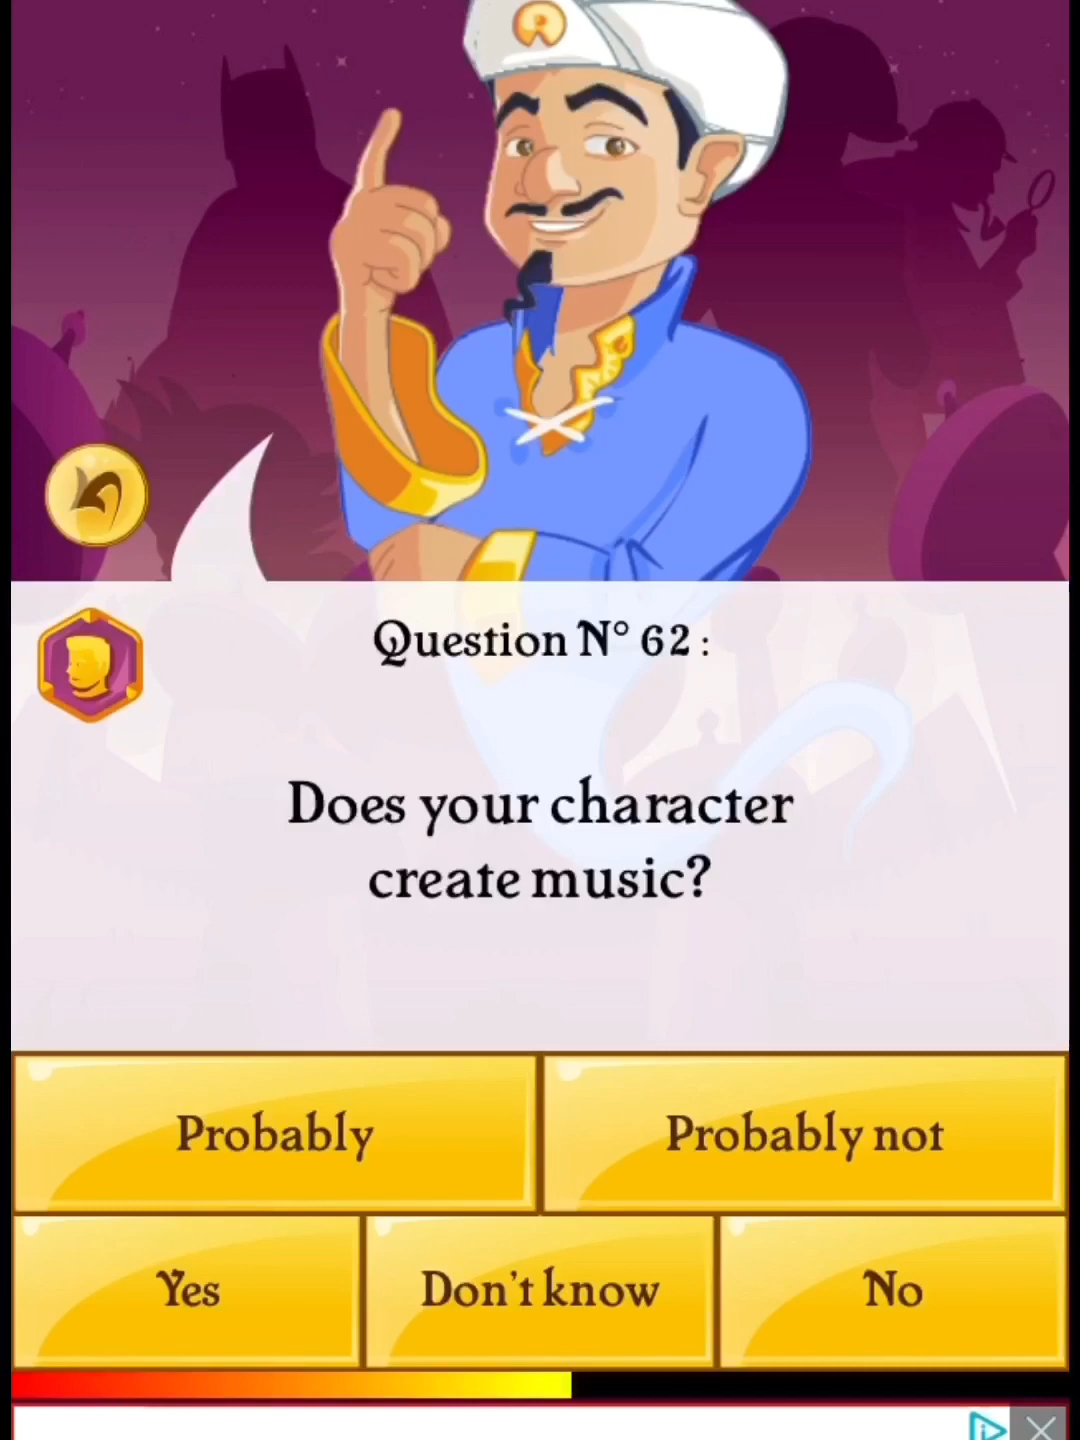 Question N° 62 :
Does your character
create music?
Probably
Probably not
Yes
Don't know
No